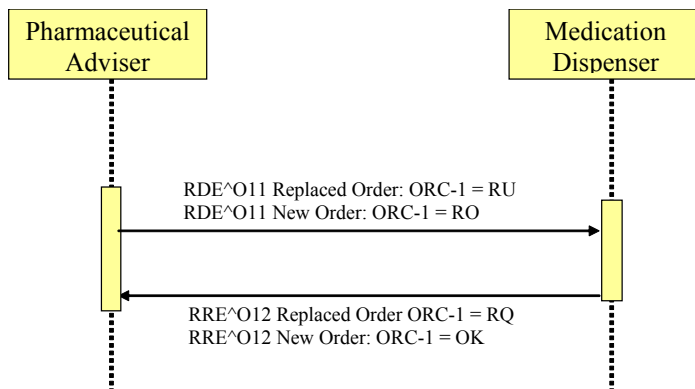 Pharmaceutical
Adviser
Medication
Dispenser
RDE^O11 Replaced Order: ORC-1 = RU
RDE^O11 New Order: ORC-1 = RO
RRE^O12 Replaced Order ORC-1 = RQ
RRE^O12 New Order: ORC-1 = OK